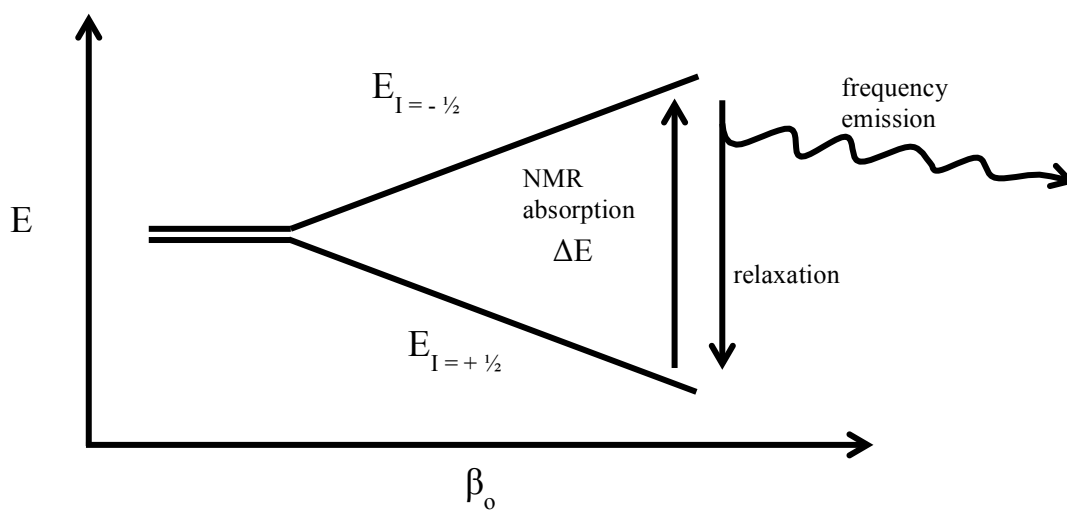 E_I = - ½
frequency
emission
NMR
absorption
ΔE
E
relaxation
E_I = + ½
β_o